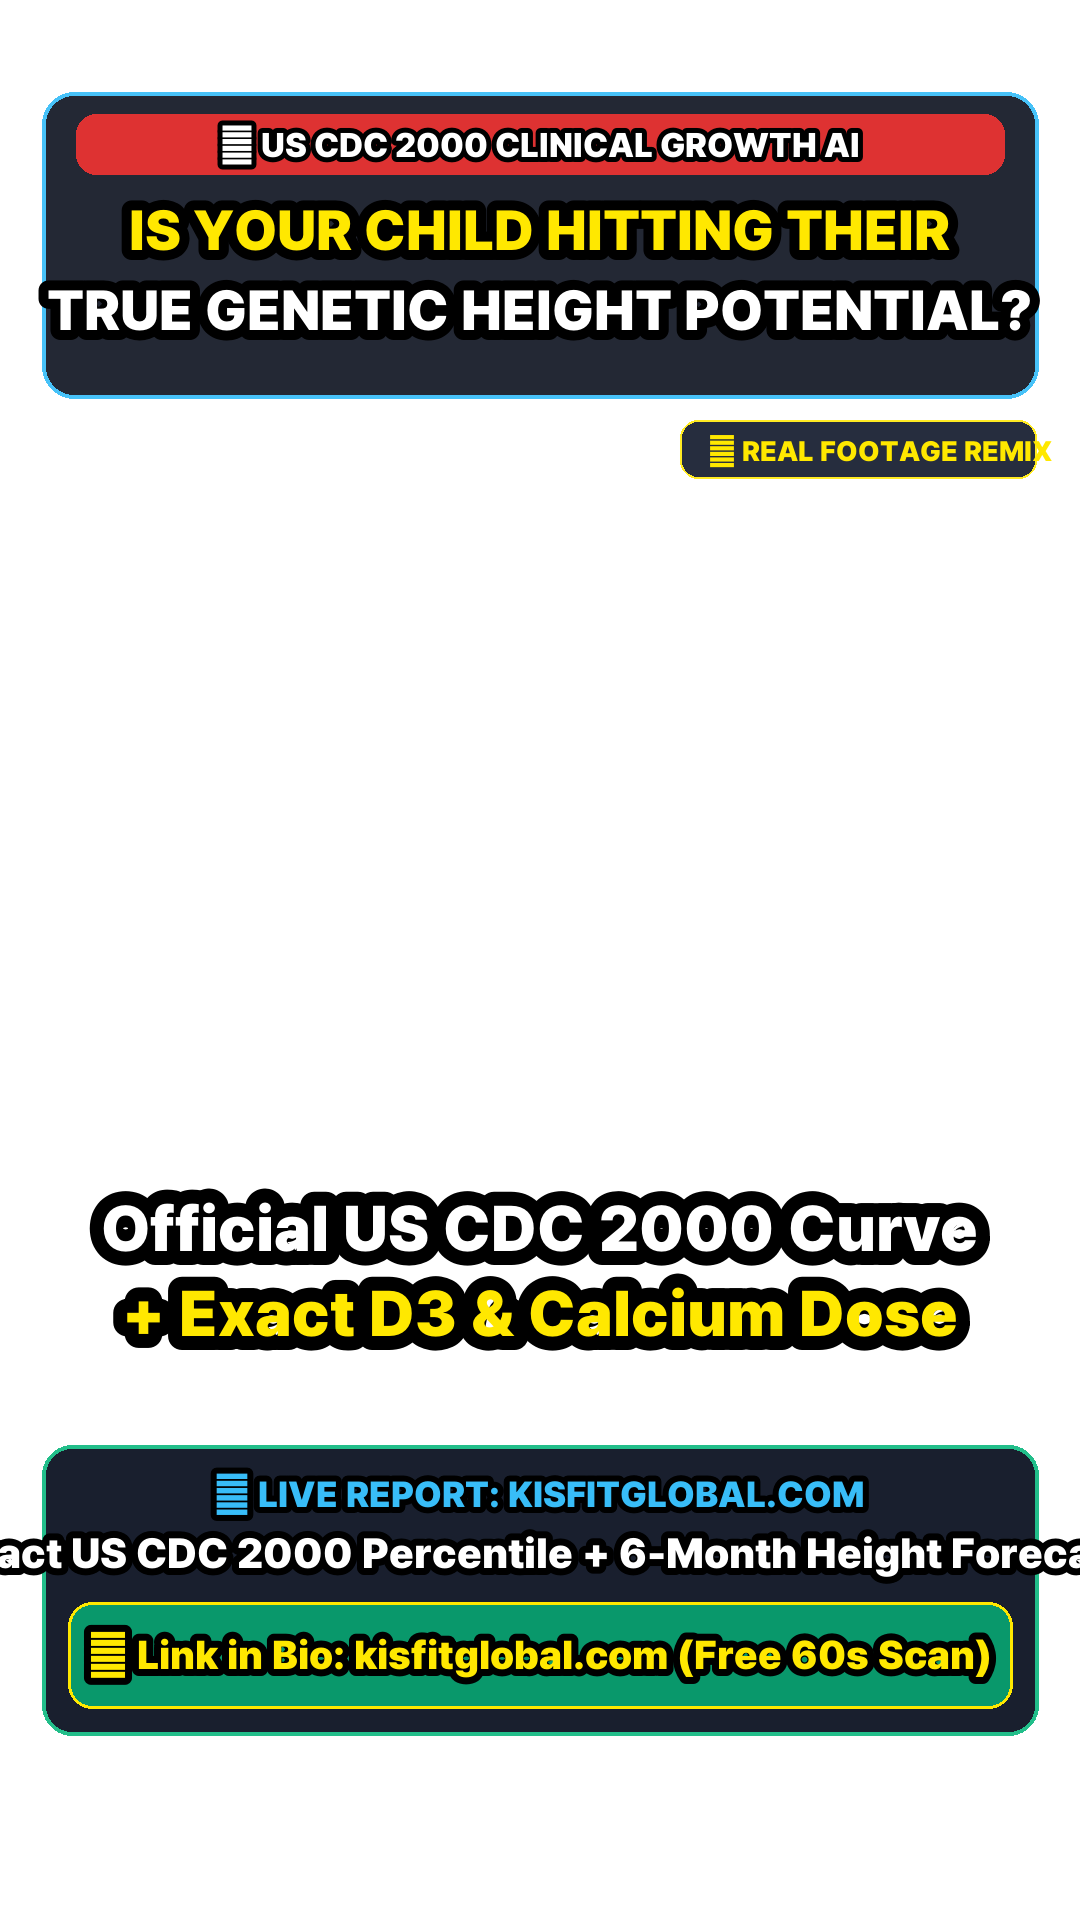 US CDC 2000 CLINICAL GROWTH AI
IS YOUR CHILD HITTING THEIR
TRUE GENETIC HEIGHT POTENTIAL?
REAL FOOTAGE REMIX
Official US CDC 2000 Curve
+ Exact D3 & Calcium Dose
LIVE REPORT: KISFITGLOBAL.COM
act US CDC 2000 Percentile + 6-Month Height Foreca
Link in Bio: kisfitglobal.com (Free 60s Scan)